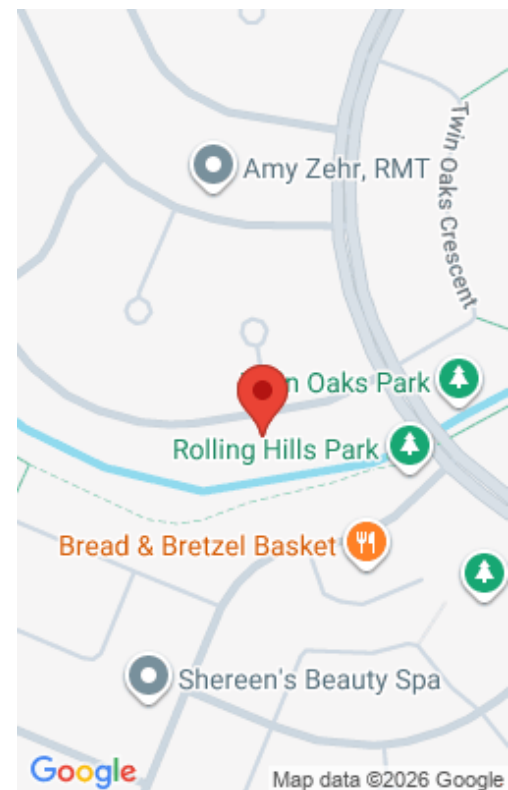 Amy Zehr, RMT
Twin Oaks Crescent
Oaks Park
Rolling Hills Park
Bread & Bretzel Basket
Shereen's Beauty Spa
Google
Map data ©2026 Google